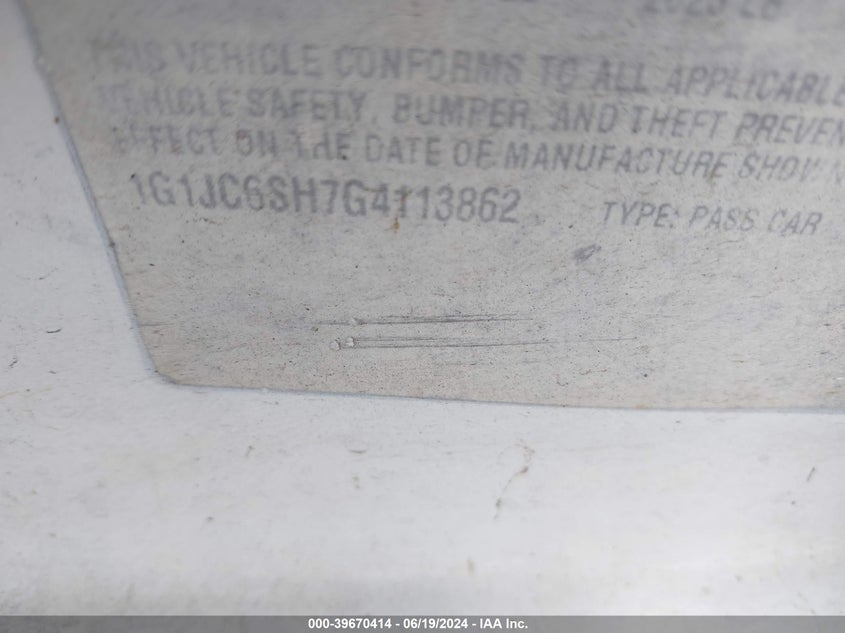 THIS VEHICLE CONFORMS TO ALL APPLICABLE
VEHICLE SAFETY, BUMPER, AND THEFT PREVEN
EFFECT ON THE DATE OF MANUFACTURE SHOWN
1G1JC6SH7G4113862 TYPE: PASS CAR
000-39670414 - 06/19/2024 - IAA Inc.